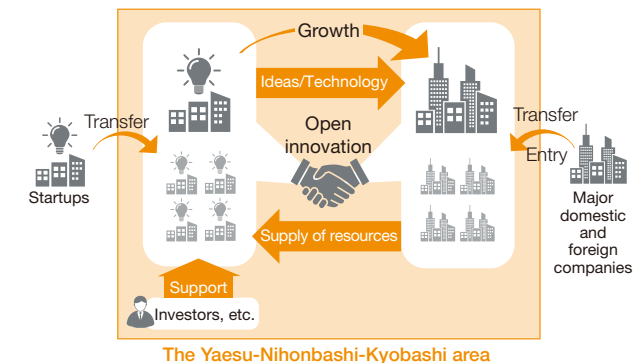 Growth
Ideas/Technology
Open
innovation
Transfer
Startups
Transfer
Entry
Major
domestic
and
foreign
companies
Supply of resources
Support
Investors, etc.
The Yaesu-Nihonbashi-Kyobashi area